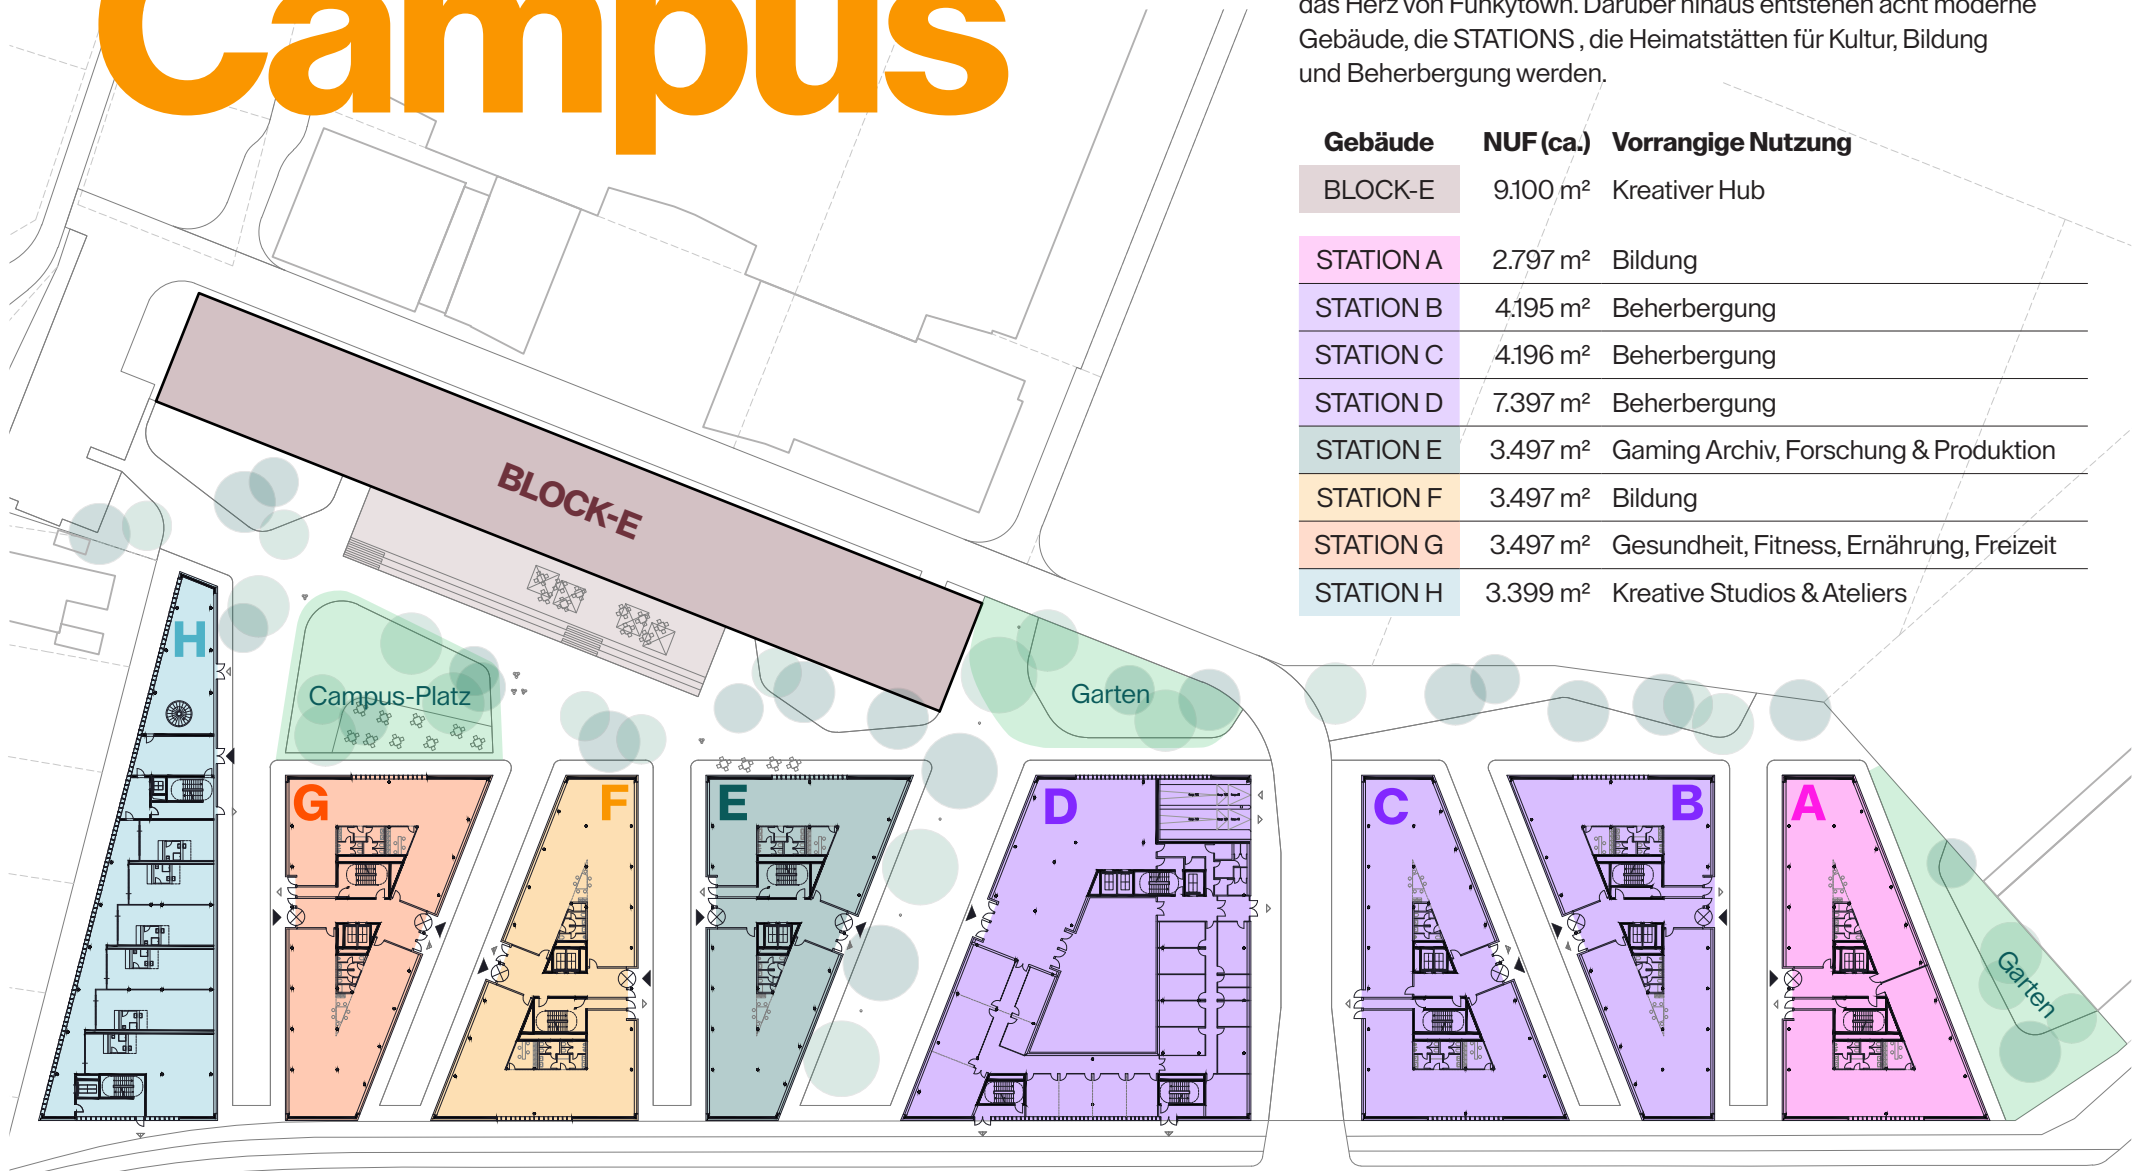 Campus
das Herz von Funkytown. Darüber hinaus entstehen acht moderne
Gebäude, die STATIONS , die Heimatstätten für Kultur, Bildung
und Beherbergung werden.
Gebäude NUF (ca.) Vorrangige Nutzung
BLOCK-E 9.100 m² Kreativer Hub
STATION A 2.797 m² Bildung
STATION B 4.195 m² Beherbergung
STATION C 4.196 m² Beherbergung
STATION D 7.397 m² Beherbergung
STATION E 3.497 m² Gaming Archiv, Forschung & Produktion
STATION F 3.497 m² Bildung
STATION G 3.497 m² Gesundheit, Fitness, Ernährung, Freizeit
STATION H 3.399 m² Kreative Studios & Ateliers
BLOCK-E
H
Campus-Platz
Garten
G
F
E
D
C
B
A
Garten